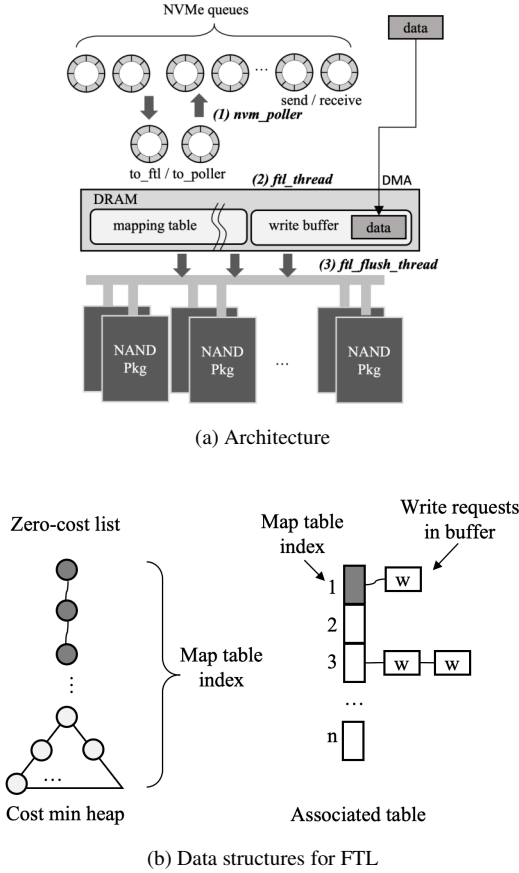 NVMe queues
data
...
send / receive
(1) nvm_poller
to_ftl / to_poller
(2) ftl_thread
DMA
DRAM
mapping table
write buffer
data
(3) ftl_flush_thread
NAND
Pkg
NAND
Pkg
...
NAND
Pkg
(a) Architecture
Zero-cost list
...
Map table
index
...
Cost min heap
Map table
index
Write requests
in buffer
1
w
2
3
w
w
...
n
Associated table
(b) Data structures for FTL